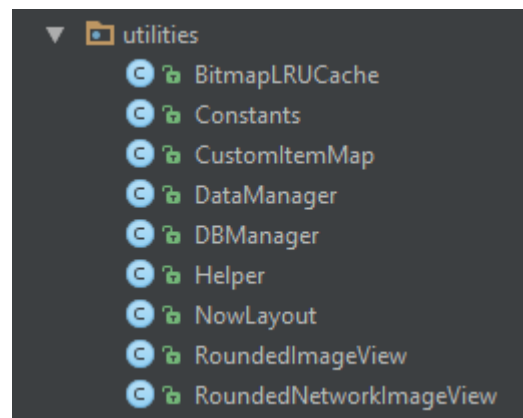 utilities
C BitmapLRUCache
C Constants
C CustomItemMap
C DataManager
C DBManager
C Helper
C NowLayout
C RoundedImageView
C RoundedNetworkImageView